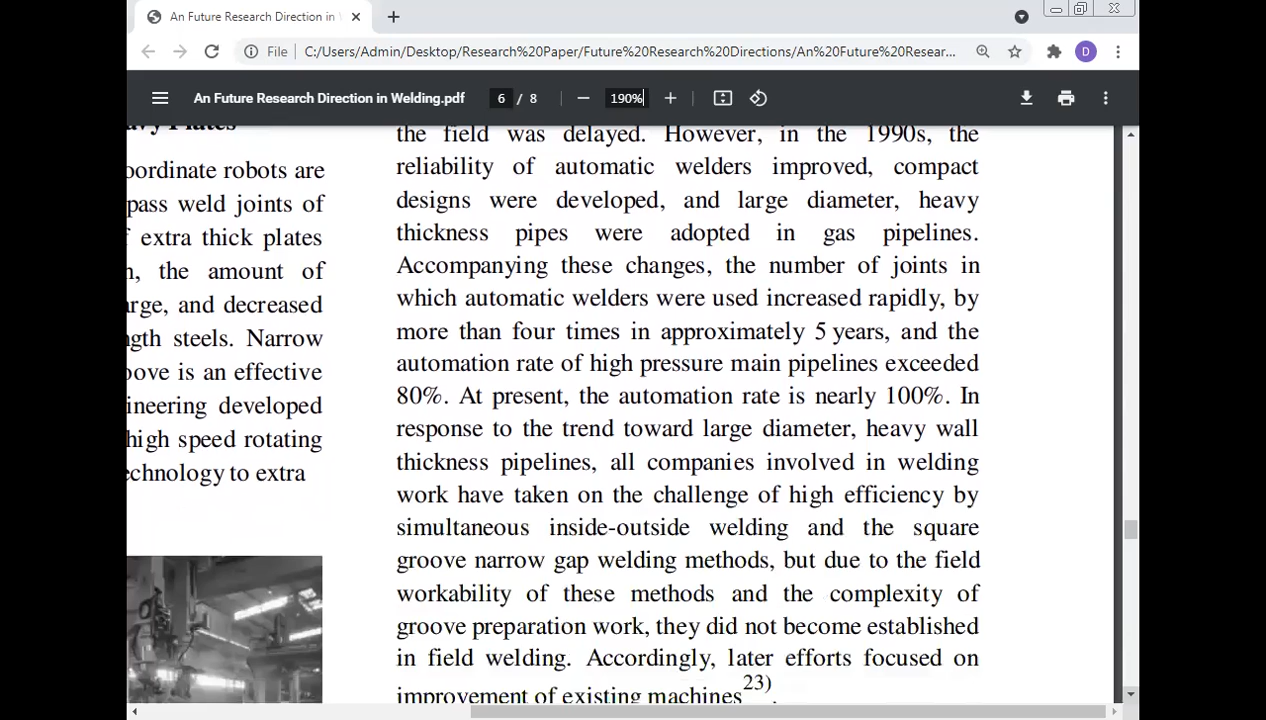 An Future Research Direction in
File
C:/Users/Admin/Desktop/Research%20Paper/Future%20Research%20Directions/An%20Future%20Resear...
D
An Future Research Direction in Welding.pdf
6 / 8
190%
avy Plates
oordinate robots are
pass weld joints of
f extra thick plates
n, the amount of
arge, and decreased
ngth steels. Narrow
oove is an effective
ineering developed
high speed rotating
echnology to extra
the field was delayed. However, in the 1990s, the
reliability of automatic welders improved, compact
designs were developed, and large diameter, heavy
thickness pipes were adopted in gas pipelines.
Accompanying these changes, the number of joints in
which automatic welders were used increased rapidly, by
more than four times in approximately 5 years, and the
automation rate of high pressure main pipelines exceeded
80%. At present, the automation rate is nearly 100%. In
response to the trend toward large diameter, heavy wall
thickness pipelines, all companies involved in welding
work have taken on the challenge of high efficiency by
simultaneous inside-outside welding and the square
groove narrow gap welding methods, but due to the field
workability of these methods and the complexity of
groove preparation work, they did not become established
in field welding. Accordingly, later efforts focused on
improvement of existing machines23).